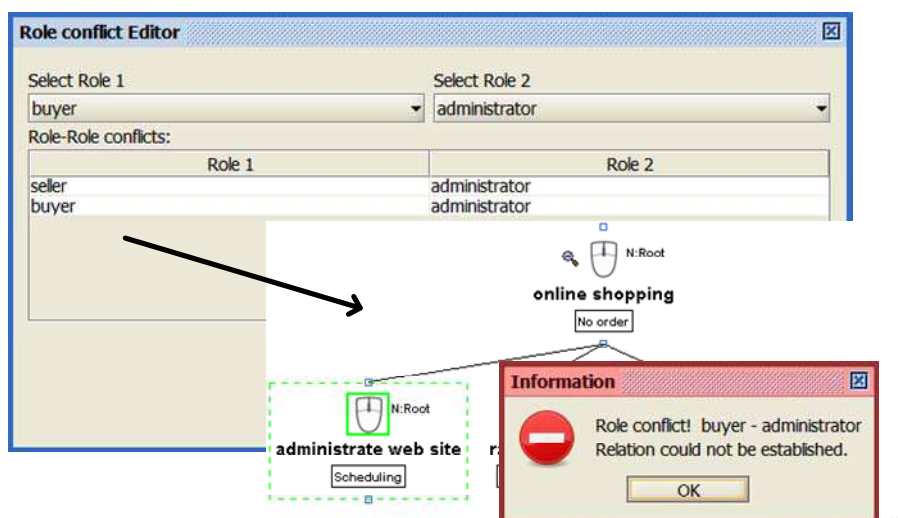 Role conflict Editor
Select Role 1
Select Role 2
buyer
administrator
Role-Role conflicts:
Role 1
Role 2
seller
administrator
buyer
administrator
N:Root
online shopping
No order
N:Root
administrate web site
Scheduling
Information
Role conflict! buyer - administrator
Relation could not be established.
OK